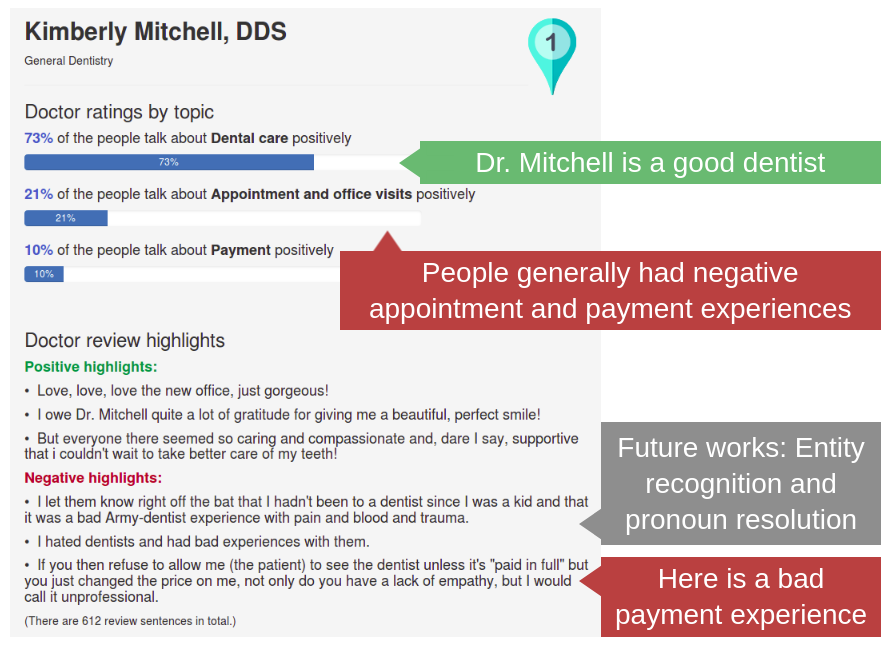 Kimberly Mitchell, DDS
General Dentistry
1
Doctor ratings by topic
73% of the people talk about Dental care positively
73%
Dr. Mitchell is a good dentist
21% of the people talk about Appointment and office visits positively
21%
10% of the people talk about Payment positively
10%
People generally had negative
appointment and payment experiences
Doctor review highlights
Positive highlights:
• Love, love, love the new office, just gorgeous!
• I owe Dr. Mitchell quite a lot of gratitude for giving me a beautiful, perfect smile!
• But everyone there seemed so caring and compassionate and, dare I say, supportive
that i couldn't wait to take better care of my teeth!
Negative highlights:
• I let them know right off the bat that I hadn't been to a dentist since I was a kid and that
it was a bad Army-dentist experience with pain and blood and trauma.
• I hated dentists and had bad experiences with them.
• If you then refuse to allow me (the patient) to see the dentist unless it's "paid in full" but
you just changed the price on me, not only do you have a lack of empathy, but I would
call it unprofessional.
(There are 612 review sentences in total.)
Future works: Entity
recognition and
pronoun resolution
Here is a bad
payment experience